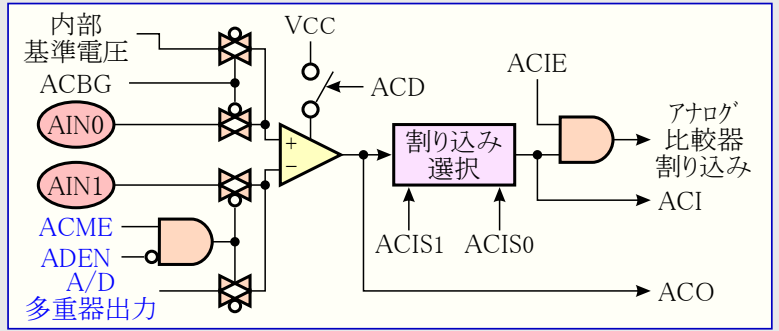 内部
基準電圧
VCC
ACBG
ACD
ACIE
AIN0
アナログ
比較器
割り込み
+
−
割り込み
選択
AIN1
ACI
ACME
ADEN
ACIS1
ACIS0
A/D
多重器出力
ACO